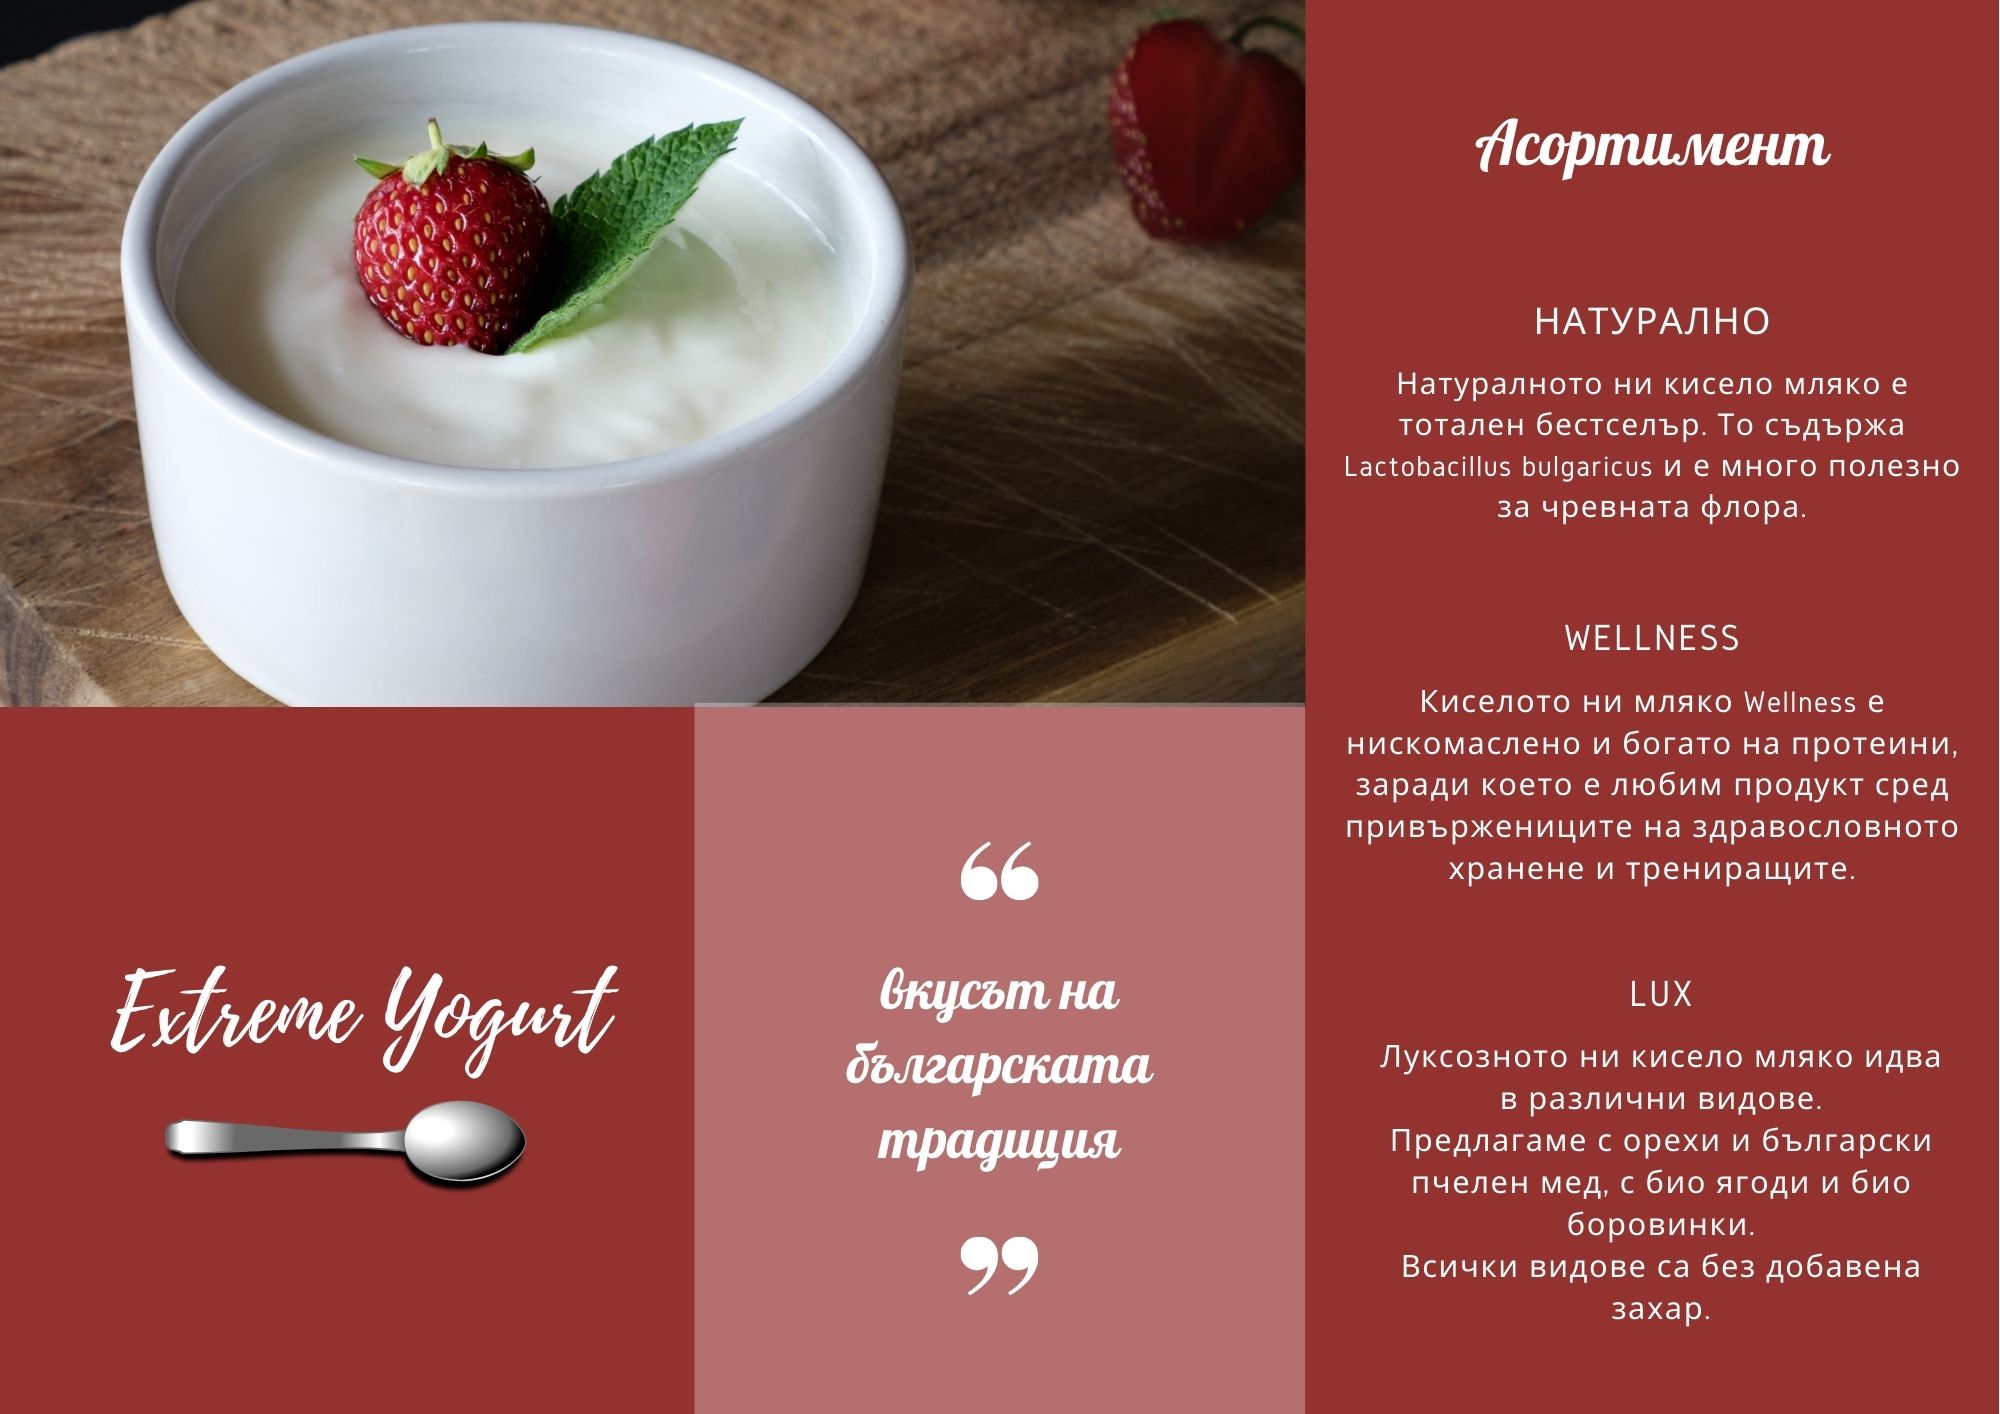 Extreme Yogurt
“
вкусът на
българската
традиция
”
Асортимент
НАТУРАЛНО
Натуралното ни кисело мляко е
тотален бестселър. То съдържа
Lactobacillus bulgaricus и е много полезно
за чревната флора.
WELLNESS
Киселото ни мляко Wellness е
нискомаслено и богато на протеини,
заради което е любим продукт сред
привържениците на здравословното
хранене и трениращите.
LUX
Луксозното ни кисело мляко идва
в различни видове.
Предлагаме с орехи и български
пчелен мед, с био ягоди и био
боровинки.
Всички видове са без добавена
захар.